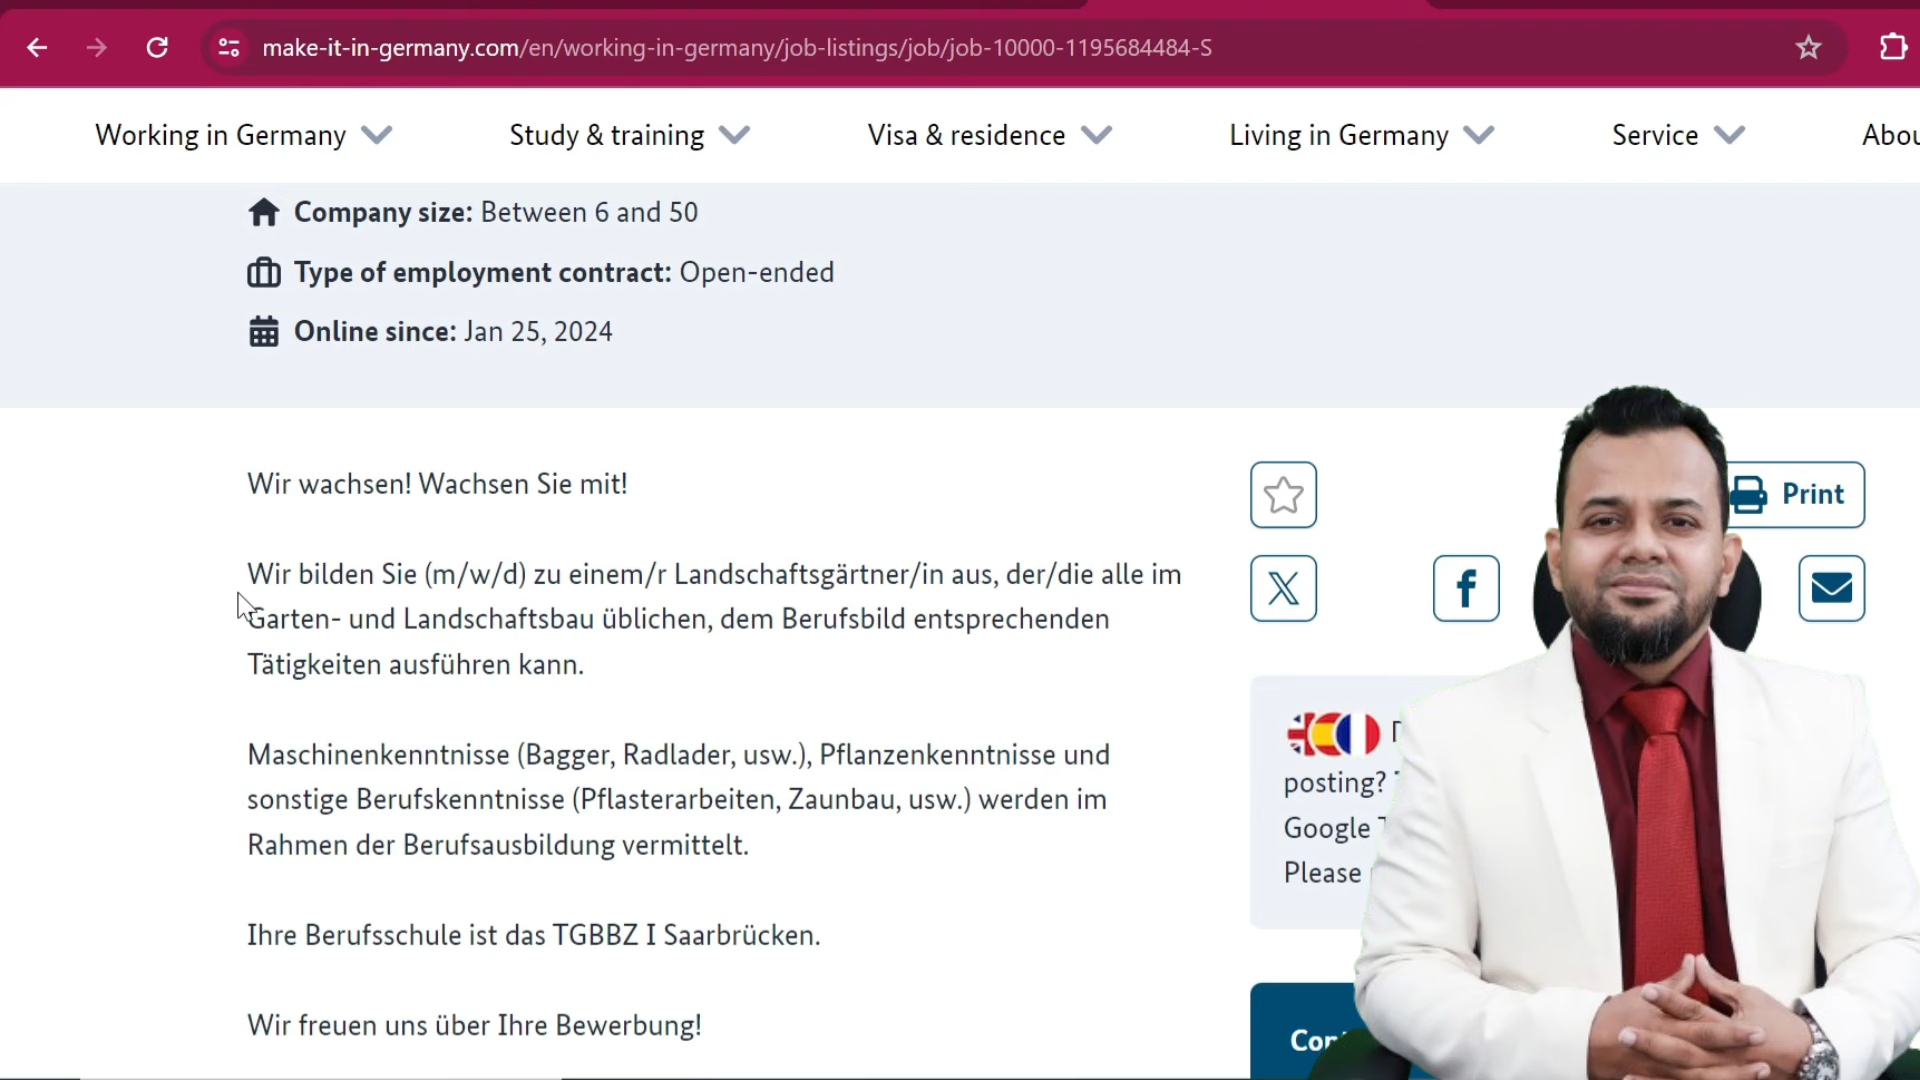 make-it-in-germany.com/en/working-in-germany/job-listings/job/job-10000-1195684484-S
Working in Germany Study & training Visa & residence Living in Germany Service
Company size: Between 6 and 50
Type of employment contract: Open-ended
Online since: Jan 25, 2024
Wir wachsen! Wachsen Sie mit!
Print
Wir bilden Sie (m/w/d) zu einem/r Landschaftsgärtner/in aus, der/die alle im
Garten- und Landschaftsbau üblichen, dem Berufsbild entsprechenden
Tätigkeiten ausführen kann.
Maschinenkenntnisse (Bagger, Radlader, usw.), Pflanzenkenntnisse und
sonstige Berufskenntnisse (Pflasterarbeiten, Zaunbau, usw.) werden im
Rahmen der Berufsausbildung vermittelt.
Ihre Berufsschule ist das TGBBZ I Saarbrücken.
Wir freuen uns über Ihre Bewerbung!
posting?
Google
Please